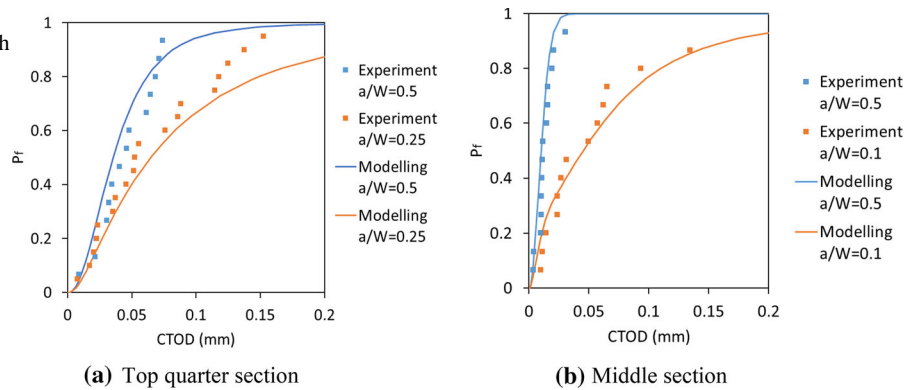 h
1
0.8
0.6
0.4
0.2
0
Pf
0
0.05
0.1
0.15
0.2
CTOD (mm)
Experiment
a/W=0.5
Experiment
a/W=0.25
Modelling
a/W=0.5
Modelling
a/W=0.25
(a) Top quarter section
1
0.8
0.6
0.4
0.2
0
Pf
0
0.05
0.1
0.15
0.2
CTOD (mm)
Experiment
a/W=0.5
Experiment
a/W=0.1
Modelling
a/W=0.5
Modelling
a/W=0.1
(b) Middle section